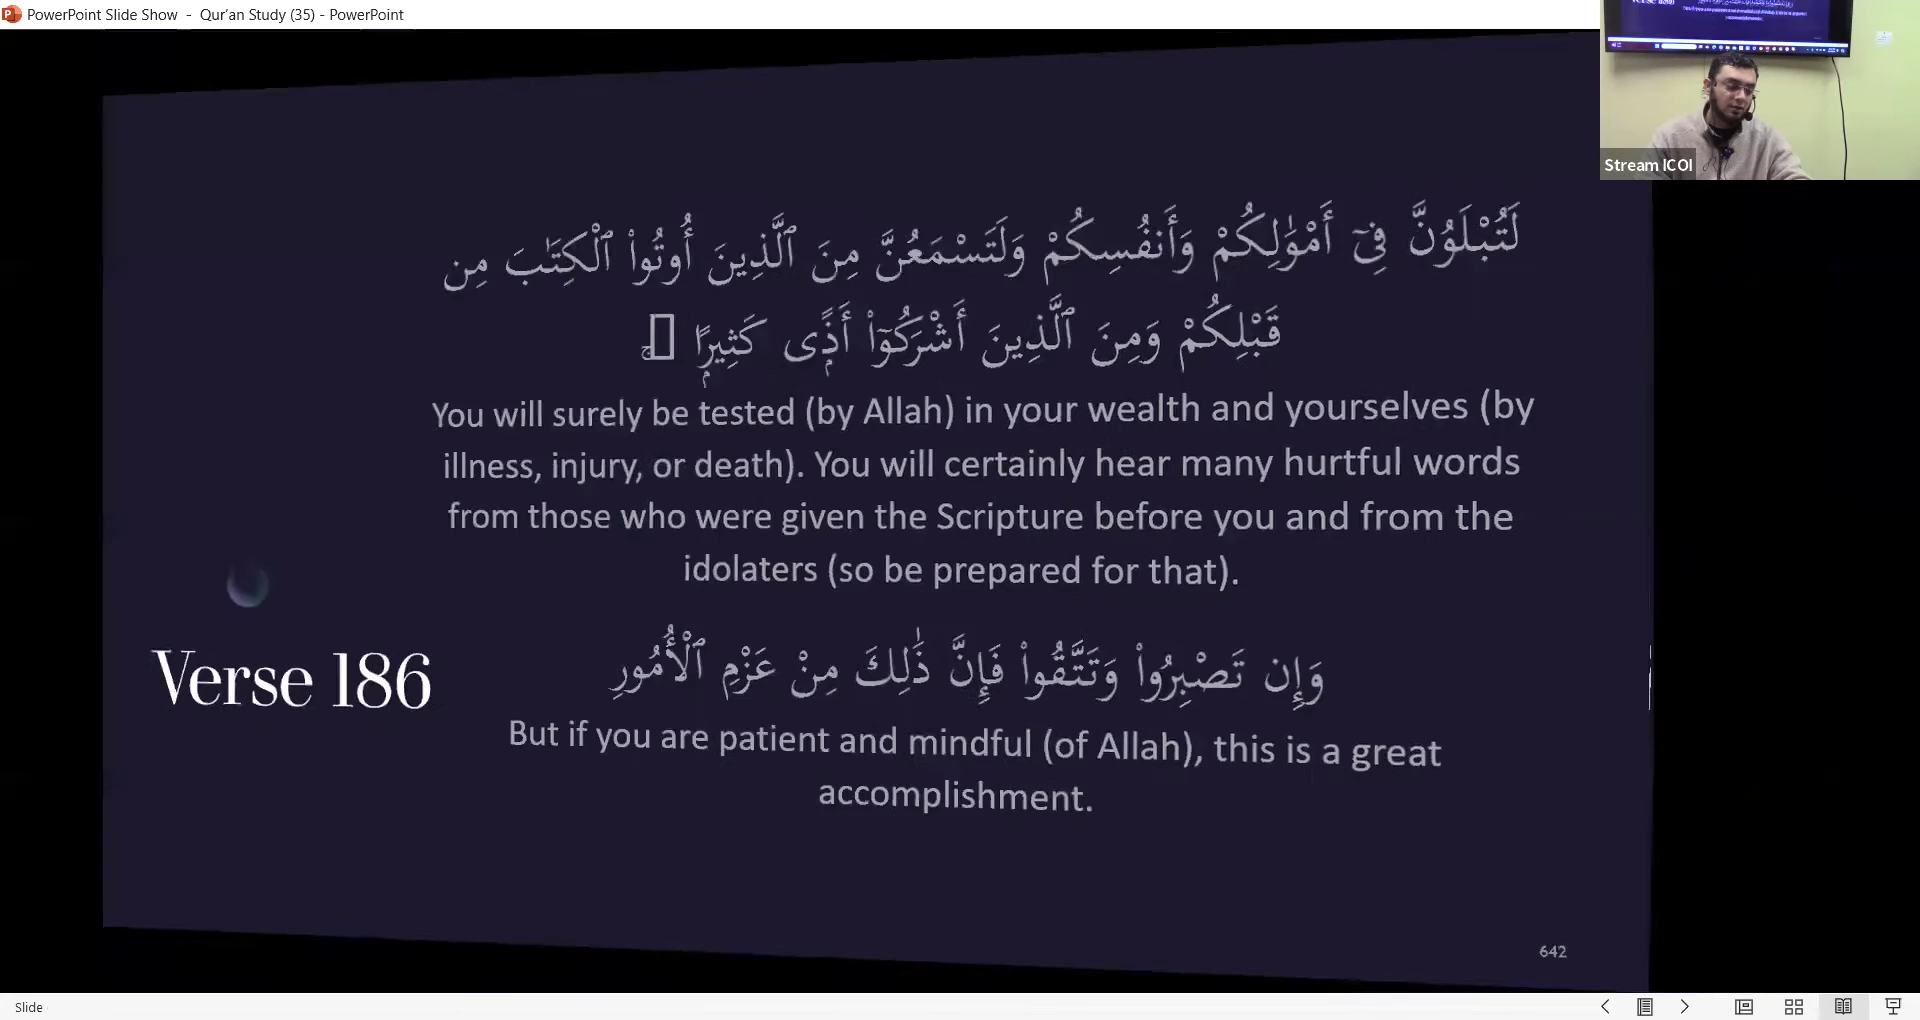 PowerPoint Slide Show - Qur’an Study (35) - PowerPoint
Stream ICOI
لَتُبْلَوُنَّ فِىٓ أَمْوَٰلِكُمْ وَأَنفُسِكُمْ وَلَتَسْمَعُنَّ مِنَ ٱلَّذِينَ أُوتُوا۟ ٱلْكِتَـٰبَ مِن
قَبْلِكُمْ وَمِنَ ٱلَّذِينَ أَشْرَكُوٓا۟ أَذًۭى كَثِيرًۭا ۚ
You will surely be tested (by Allah) in your wealth and yourselves (by
illness, injury, or death). You will certainly hear many hurtful words
from those who were given the Scripture before you and from the
idolaters (so be prepared for that).
Verse 186
وَإِن تَصْبِرُوا۟ وَتَتَّقُوا۟ فَإِنَّ ذَٰلِكَ مِنْ عَزْمِ ٱلْأُمُورِ
But if you are patient and mindful (of Allah), this is a great
accomplishment.
642
Slide